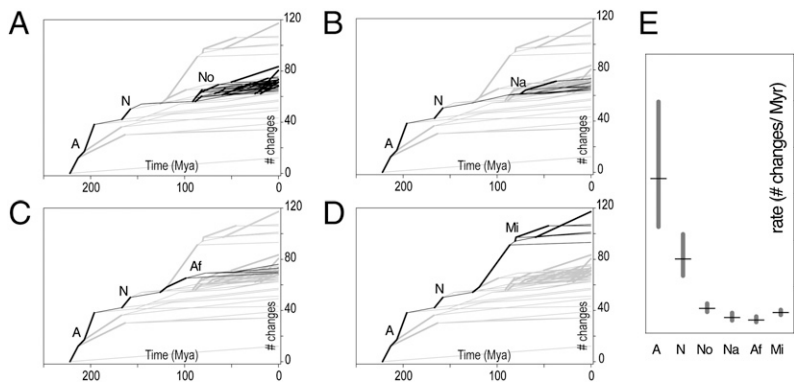 A
120
No
80
N
40
A
Time (Mya)
# changes
0
200
100
0
B
120
Na
80
N
40
A
Time (Mya)
# changes
0
200
100
0
C
120
Af
80
N
40
A
Time (Mya)
# changes
0
200
100
0
D
120
Mi
80
N
40
A
Time (Mya)
# changes
0
200
100
0
E
rate (# changes/ Myr)
A N No Na Af Mi